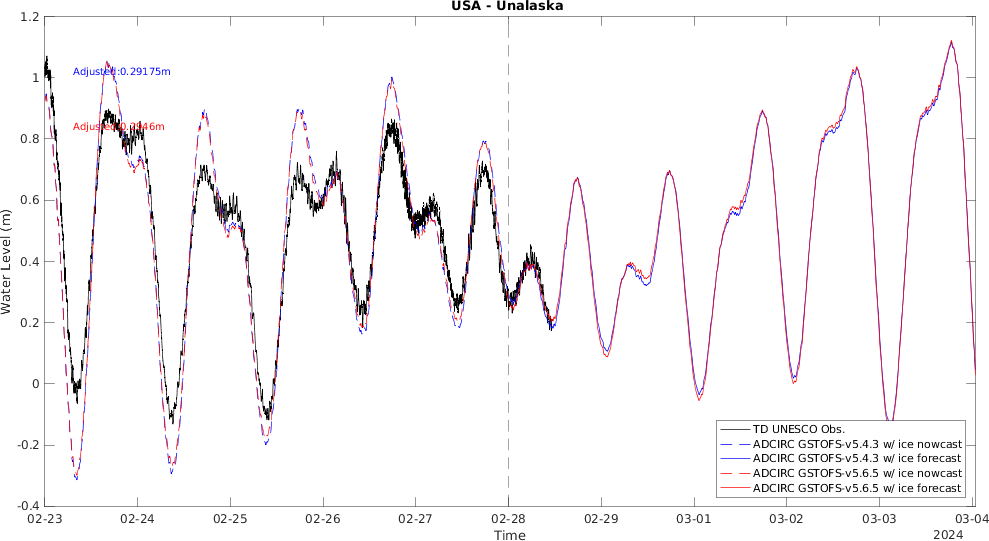 USA - Unalaska
1.2
1
0.8
0.6
0.4
0.2
0
-0.2
-0.4
Water Level (m)
Adjusted:0.29175m
Adjusted:0.2946m
TD UNESCO Obs.
ADCIRC GSTOFS-v5.4.3 w/ ice nowcast
ADCIRC GSTOFS-v5.4.3 w/ ice forecast
ADCIRC GSTOFS-v5.6.5 w/ ice nowcast
ADCIRC GSTOFS-v5.6.5 w/ ice forecast
02-23 02-24 02-25 02-26 02-27 02-28 02-29 03-01 03-02 03-03 03-04
Time
2024